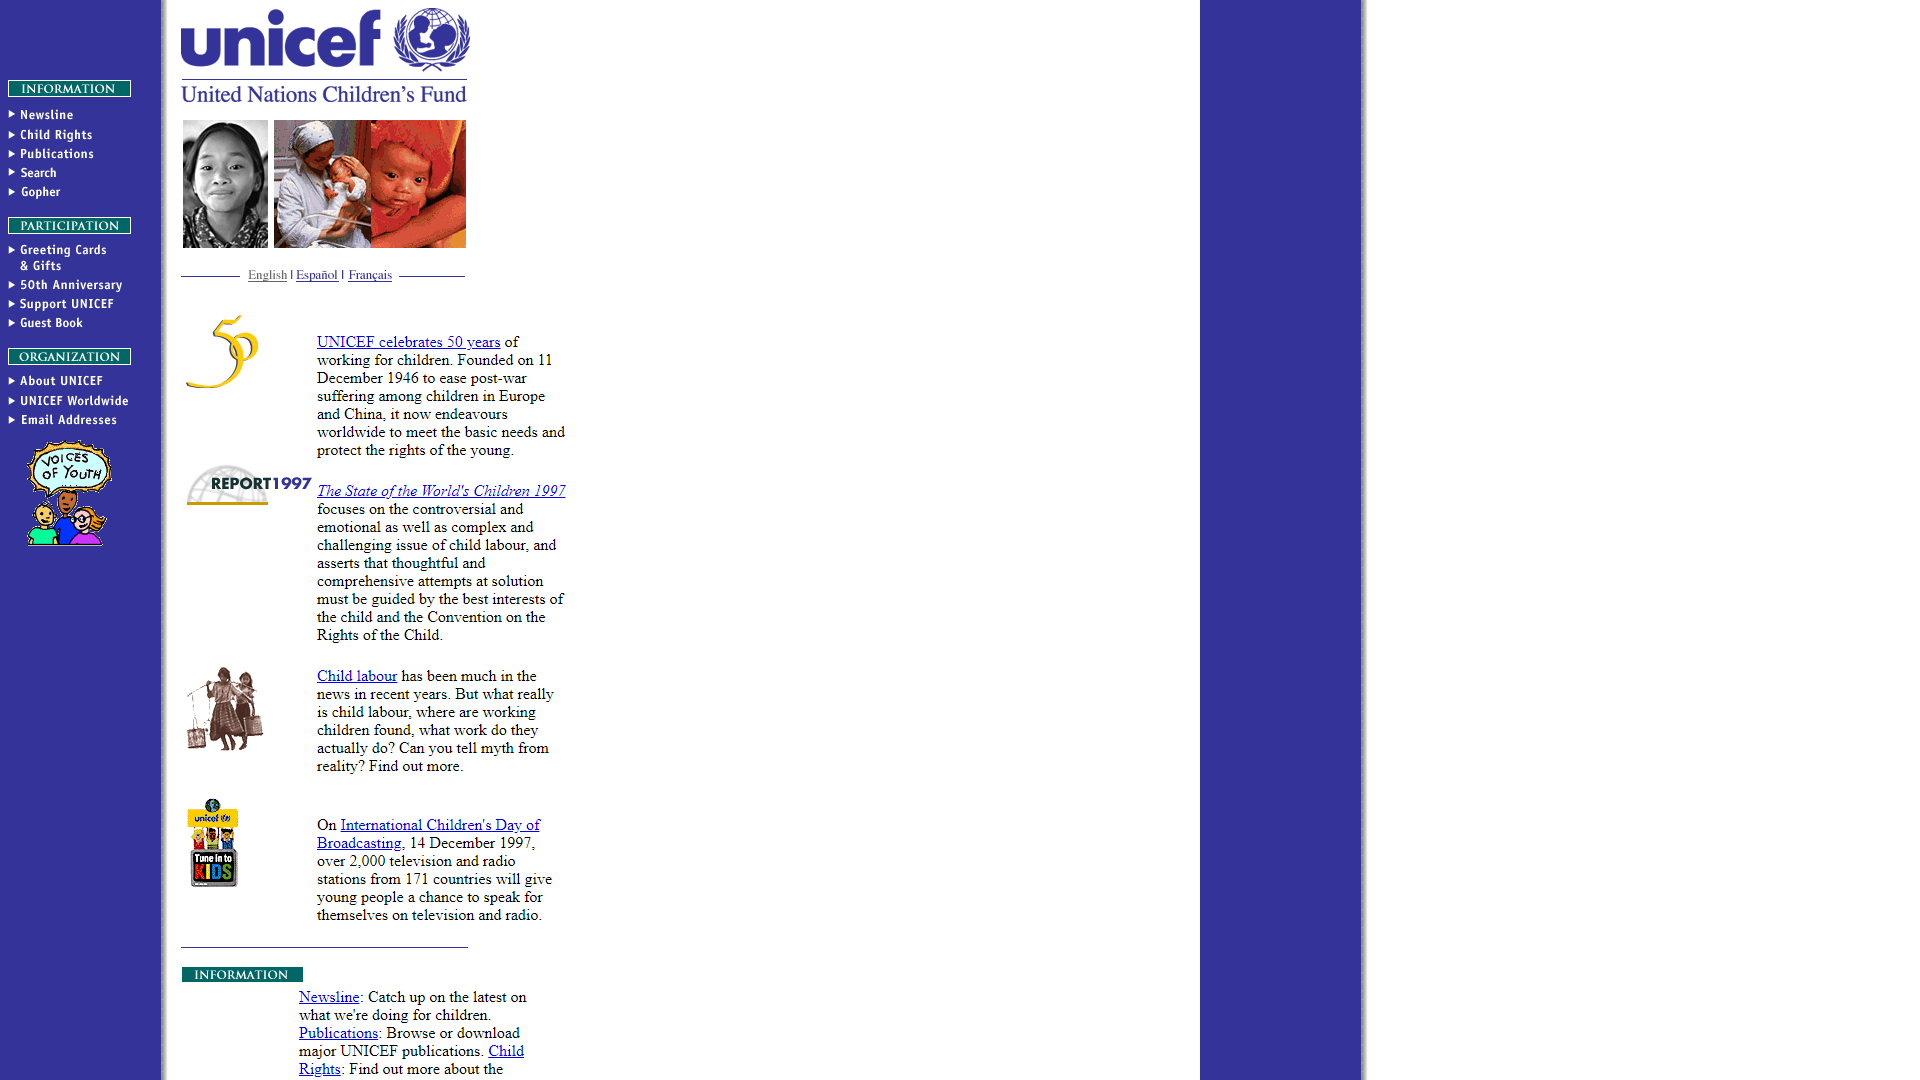 INFORMATION
Newsline
Child Rights
Publications
Search
Gopher
PARTICIPATION
Greeting Cards
& Gifts
50th Anniversary
Support UNICEF
Guest Book
ORGANIZATION
About UNICEF
UNICEF Worldwide
Email Addresses
VOICES
OF YOUTH
unicef
United Nations Children's Fund
English | Español | Français
50
UNICEF celebrates 50 years of
working for children. Founded on 11
December 1946 to ease post-war
suffering among children in Europe
and China, it now endeavours
worldwide to meet the basic needs and
protect the rights of the young.
REPORT1997
The State of the World's Children 1997
focuses on the controversial and
emotional as well as complex and
challenging issue of child labour, and
asserts that thoughtful and
comprehensive attempts at solution
must be guided by the best interests of
the child and the Convention on the
Rights of the Child.
Child labour has been much in the
news in recent years. But what really
is child labour, where are working
children found, what work do they
actually do? Can you tell myth from
reality? Find out more.
unicef
Tune in to
KIDS
On International Children's Day of
Broadcasting, 14 December 1997,
over 2,000 television and radio
stations from 171 countries will give
young people a chance to speak for
themselves on television and radio.
INFORMATION
Newsline: Catch up on the latest on
what we're doing for children.
Publications: Browse or download
major UNICEF publications. Child
Rights: Find out more about the